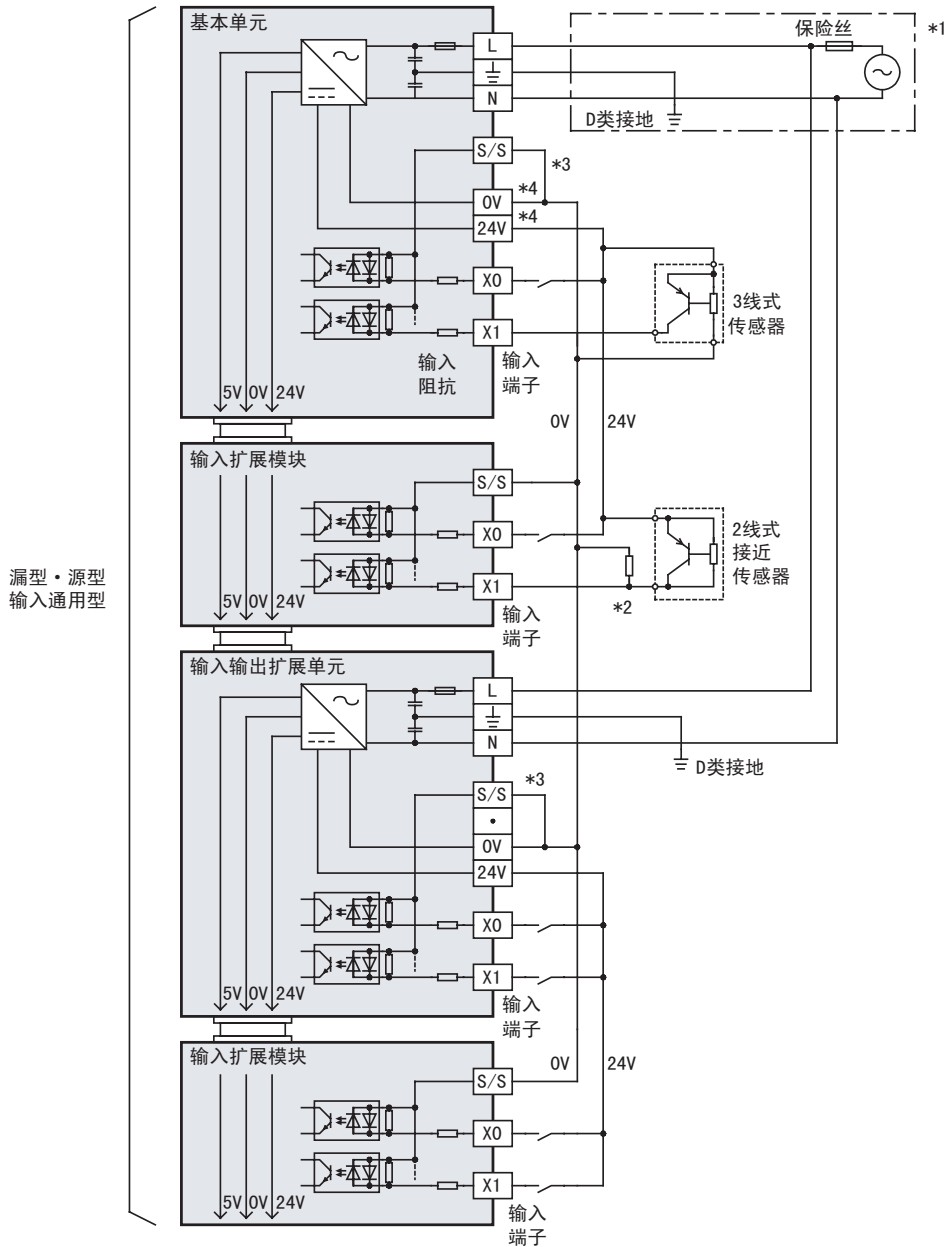 基本单元
保险丝
*1
L
N
D类接地
S/S
*3
0V
*4
24V
*4
X0
X1
3线式
传感器
输入
阻抗
输入
端子
5V
0V
24V
0V
24V
输入扩展模块
S/S
X0
X1
2线式
接近
传感器
*2
输入
端子
5V
0V
24V
漏型・源型
输入通用型
输入输出扩展单元
L
N
D类接地
S/S
*3
•
0V
24V
X0
X1
输入
端子
5V
0V
24V
输入扩展模块
0V
24V
S/S
X0
X1
输入
端子
5V
0V
24V